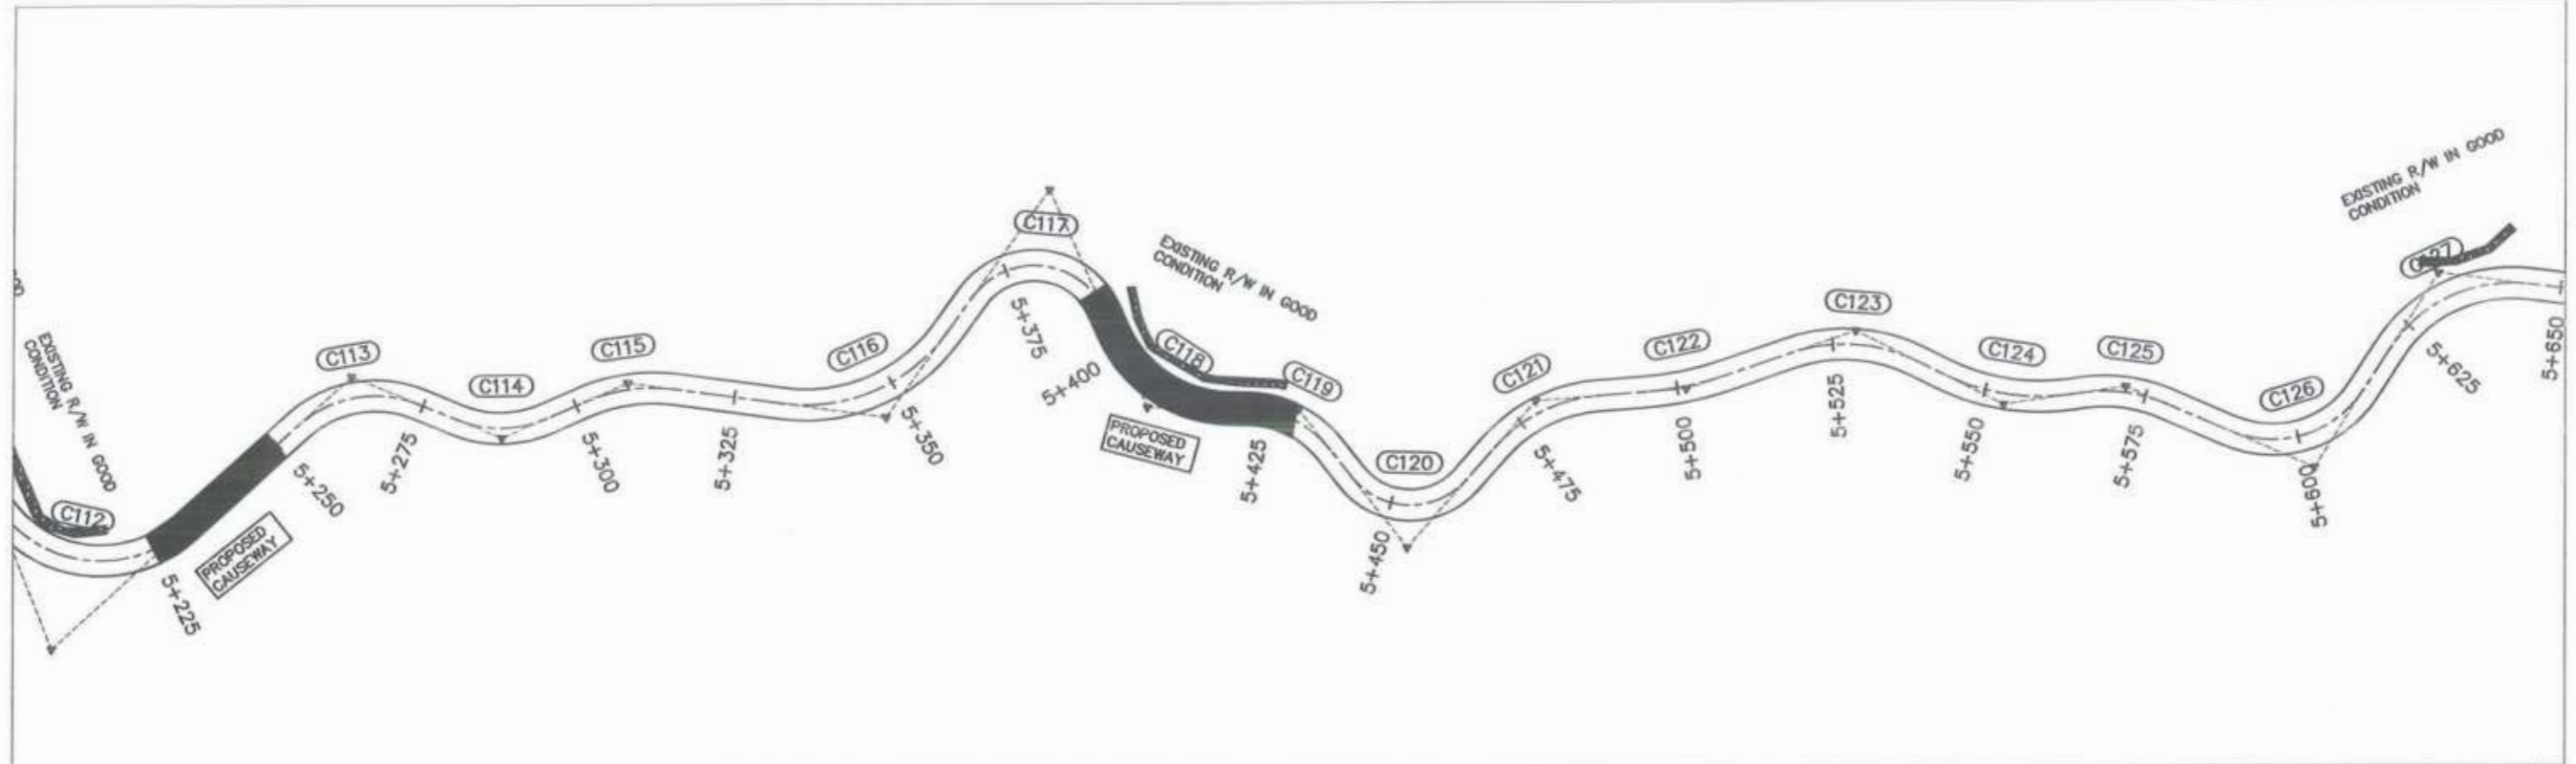 EXISTING R/W IN GOOD
CONDITION
C112
5+225
PROPOSED
CAUSEWAY
5+250
C113
5+275
C114
5+300
C115
5+325
C116
5+350
C117
5+375
5+400
EXISTING R/W IN GOOD
CONDITION
C118
PROPOSED
CAUSEWAY
C119
5+425
C120
5+450
C121
5+475
C122
5+500
C123
5+525
C124
5+550
C125
5+575
C126
5+600
EXISTING R/W IN GOOD
CONDITION
5+625
5+650